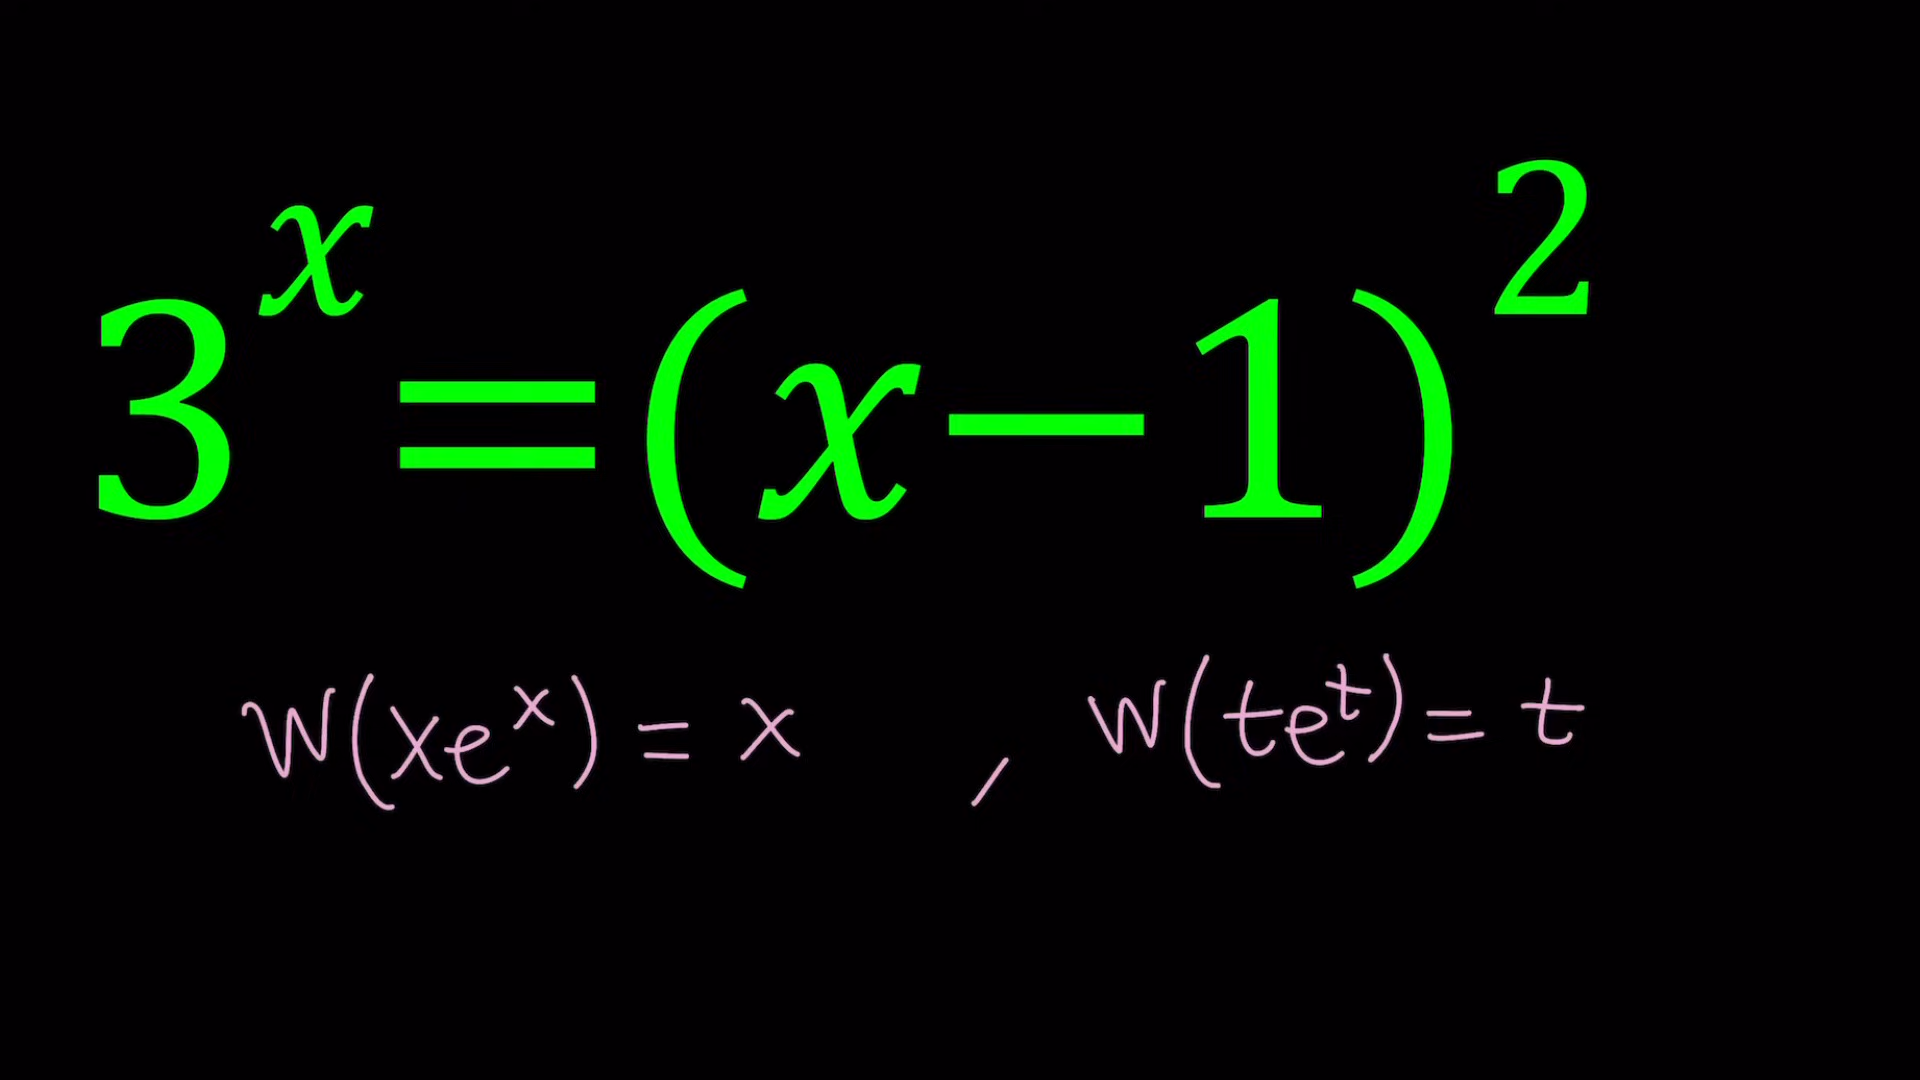 3^x=(x−1)^2
W(xe^x) = x , W(te^t) = t